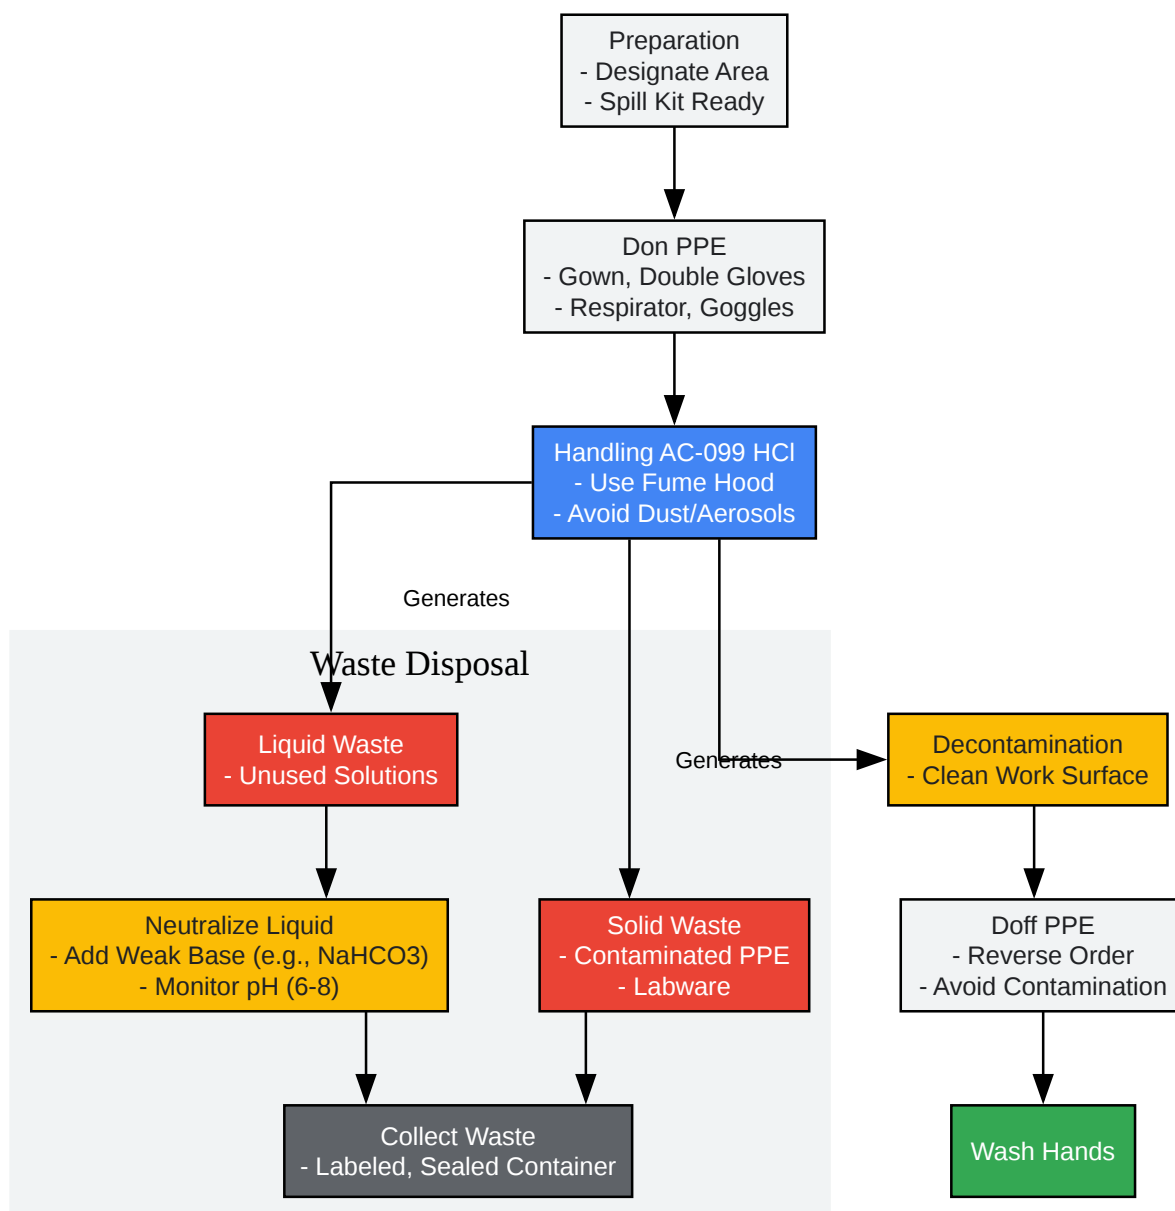 Preparation
- Designate Area
- Spill Kit Ready
Don PPE
- Gown, Double Gloves
- Respirator, Goggles
Handling AC-099 HCl
- Use Fume Hood
- Avoid Dust/Aerosols
Generates
Waste Disposal
Liquid Waste
- Unused Solutions
Generates
Decontamination
- Clean Work Surface
Neutralize Liquid
- Add Weak Base (e.g., NaHCO3)
- Monitor pH (6-8)
Solid Waste
- Contaminated PPE
- Labware
Doff PPE
- Reverse Order
- Avoid Contamination
Collect Waste
- Labeled, Sealed Container
Wash Hands